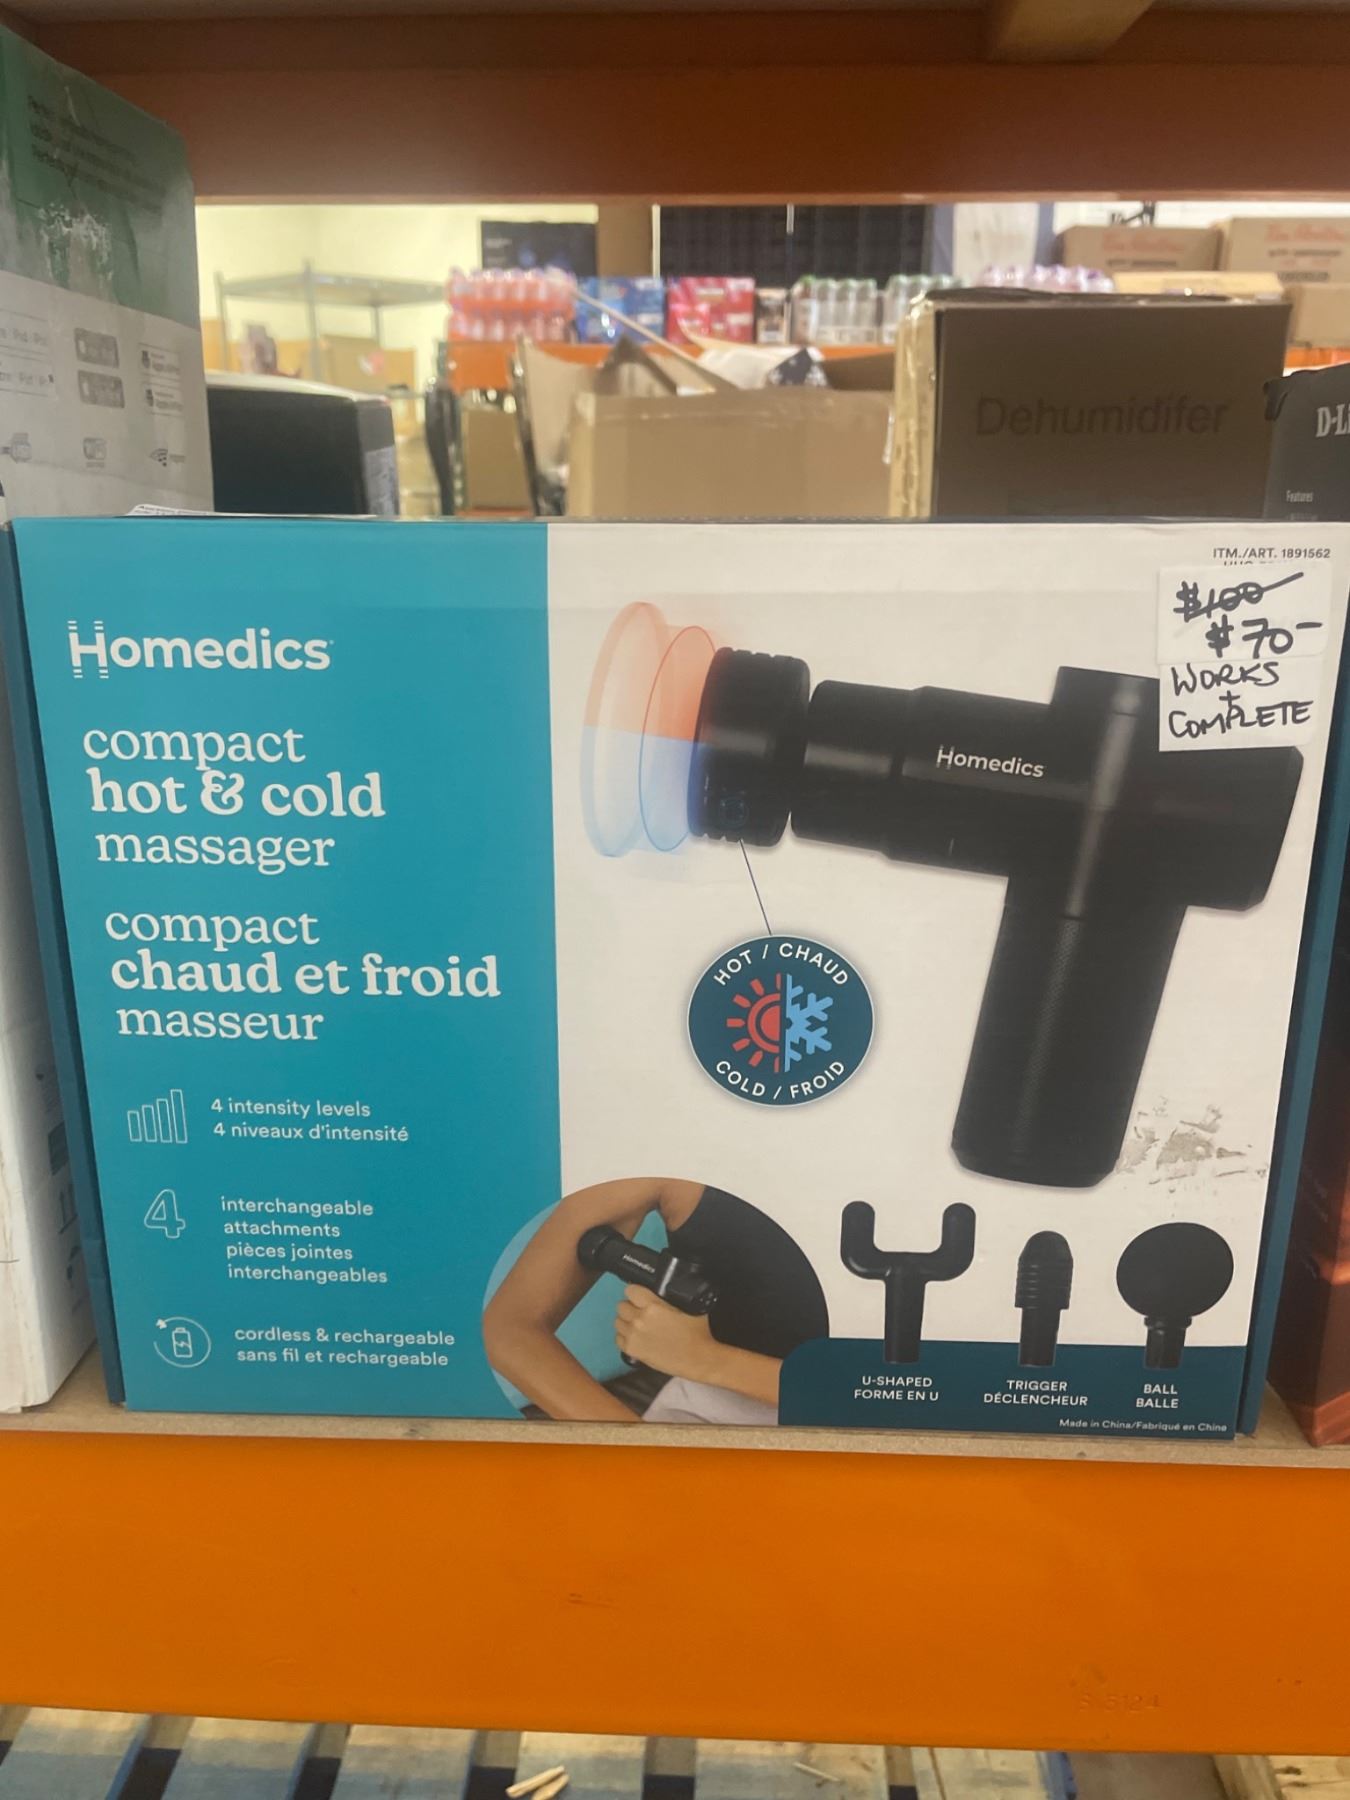 Dehumidifer
D-Li
Features
ITM./ART. 1891562
$100
$70-
WORKS
+
COMPLETE
Homedics
compact
hot & cold
massager
compact
chaud et froid
masseur
4 intensity levels
4 niveaux d'intensité
4
interchangeable
attachments
pièces jointes
interchangeables
cordless & rechargeable
sans fil et rechargeable
Homedics
HOT / CHAUD
COLD / FROID
Homedics
U-SHAPED
FORME EN U
TRIGGER
DÉCLENCHEUR
BALL
BALLE
Made in China/Fabriqué en Chine